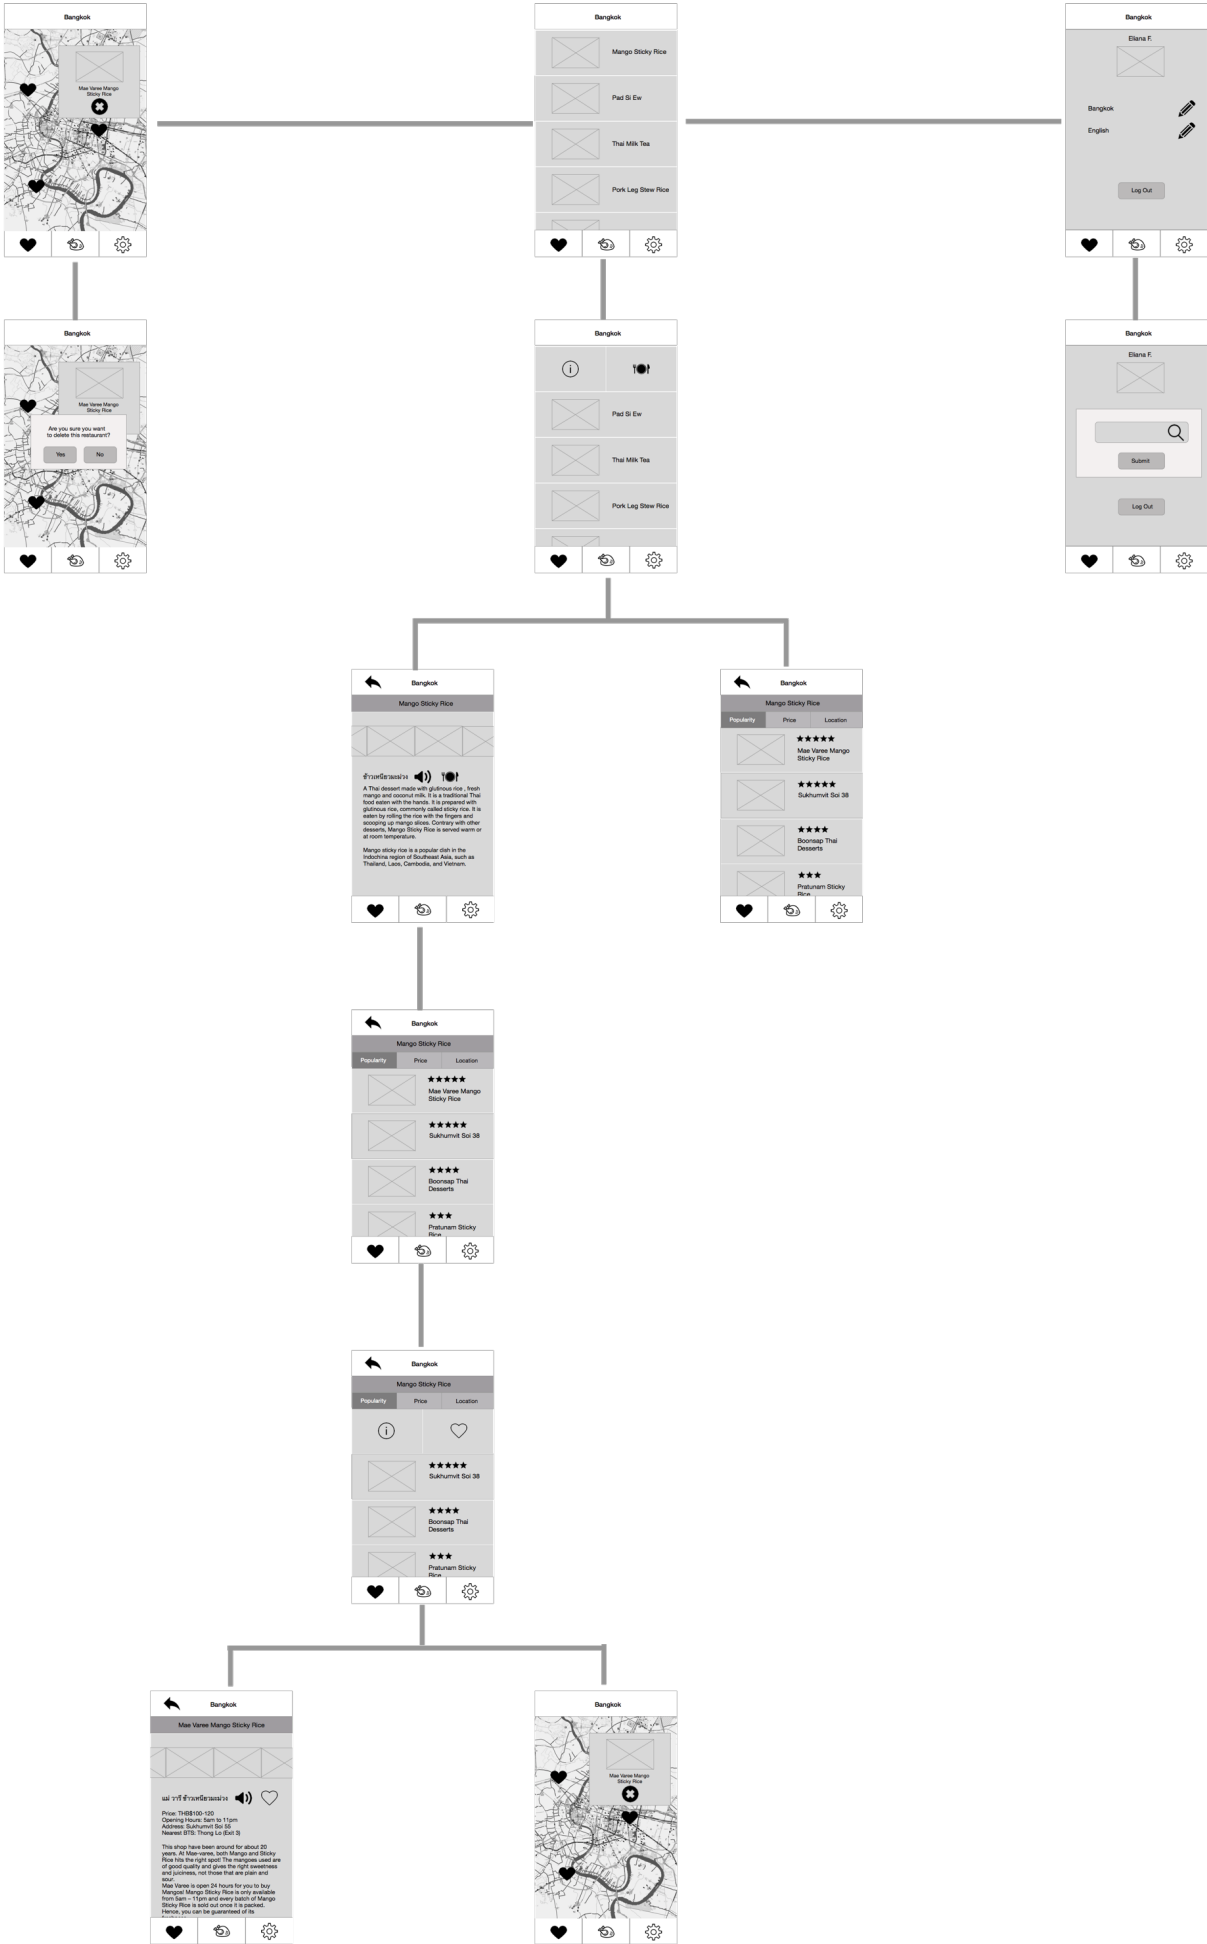 Bangkok
Mae Varee Mango
Sticky Rice
Bangkok
Mango Sticky Rice
Pad Si Ew
Thai Milk Tea
Pork Leg Stew Rice
Bangkok
Eliana F.
Bangkok
English
Log Out
Bangkok
Mae Varee Mango
Sticky Rice
Are you sure you want
to delete this restaurant?
Yes No
Bangkok
Pad Si Ew
Thai Milk Tea
Pork Leg Stew Rice
Bangkok
Eliana F.
Submit
Log Out
Bangkok
Mango Sticky Rice
ข้าวเหนียวมะม่วง
A Thai dessert made with glutinous rice , fresh
mango and coconut milk. It is a traditional Thai
food eaten with the hands. It is prepared with
glutinous rice, commonly called sticky rice. It is
eaten by rolling the rice with the fingers and
scooping up mango slices. Contrary with other
desserts, Mango Sticky Rice is served warm or
at room temperature.
Mango sticky rice is a popular dish in the
Indochina region of Southeast Asia, such as
Thailand, Laos, Cambodia, and Vietnam.
Bangkok
Mango Sticky Rice
Popularity Price Location
Mae Varee Mango
Sticky Rice
Sukhumvit Soi 38
Boonsap Thai
Desserts
Pratunam Sticky
Rice
Bangkok
Mango Sticky Rice
Popularity Price Location
Mae Varee Mango
Sticky Rice
Sukhumvit Soi 38
Boonsap Thai
Desserts
Pratunam Sticky
Rice
Bangkok
Mango Sticky Rice
Popularity Price Location
Sukhumvit Soi 38
Boonsap Thai
Desserts
Pratunam Sticky
Rice
Bangkok
Mae Varee Mango Sticky Rice
แม่ วารี ข้าวเหนียวมะม่วง
Price: THB฿100-120
Opening Hours: 5am to 11pm
Address: Sukhumvit Soi 55
Nearest BTS: Thong Lo (Exit 3)
This shop have been around for about 20
years. At Mae-varee, both Mango and Sticky
Rice hits the right spot! The mangoes used are
of good quality and gives the right sweetness
and juiciness, not those that are plain and
sour.
Mae Varee is open 24 hours for you to buy
Mangos! Mango Sticky Rice is only available
from 5am – 11pm and every batch of Mango
Sticky Rice is sold out once it is packed.
Hence, you can be guaranteed of its
Bangkok
Mae Varee Mango
Sticky Rice